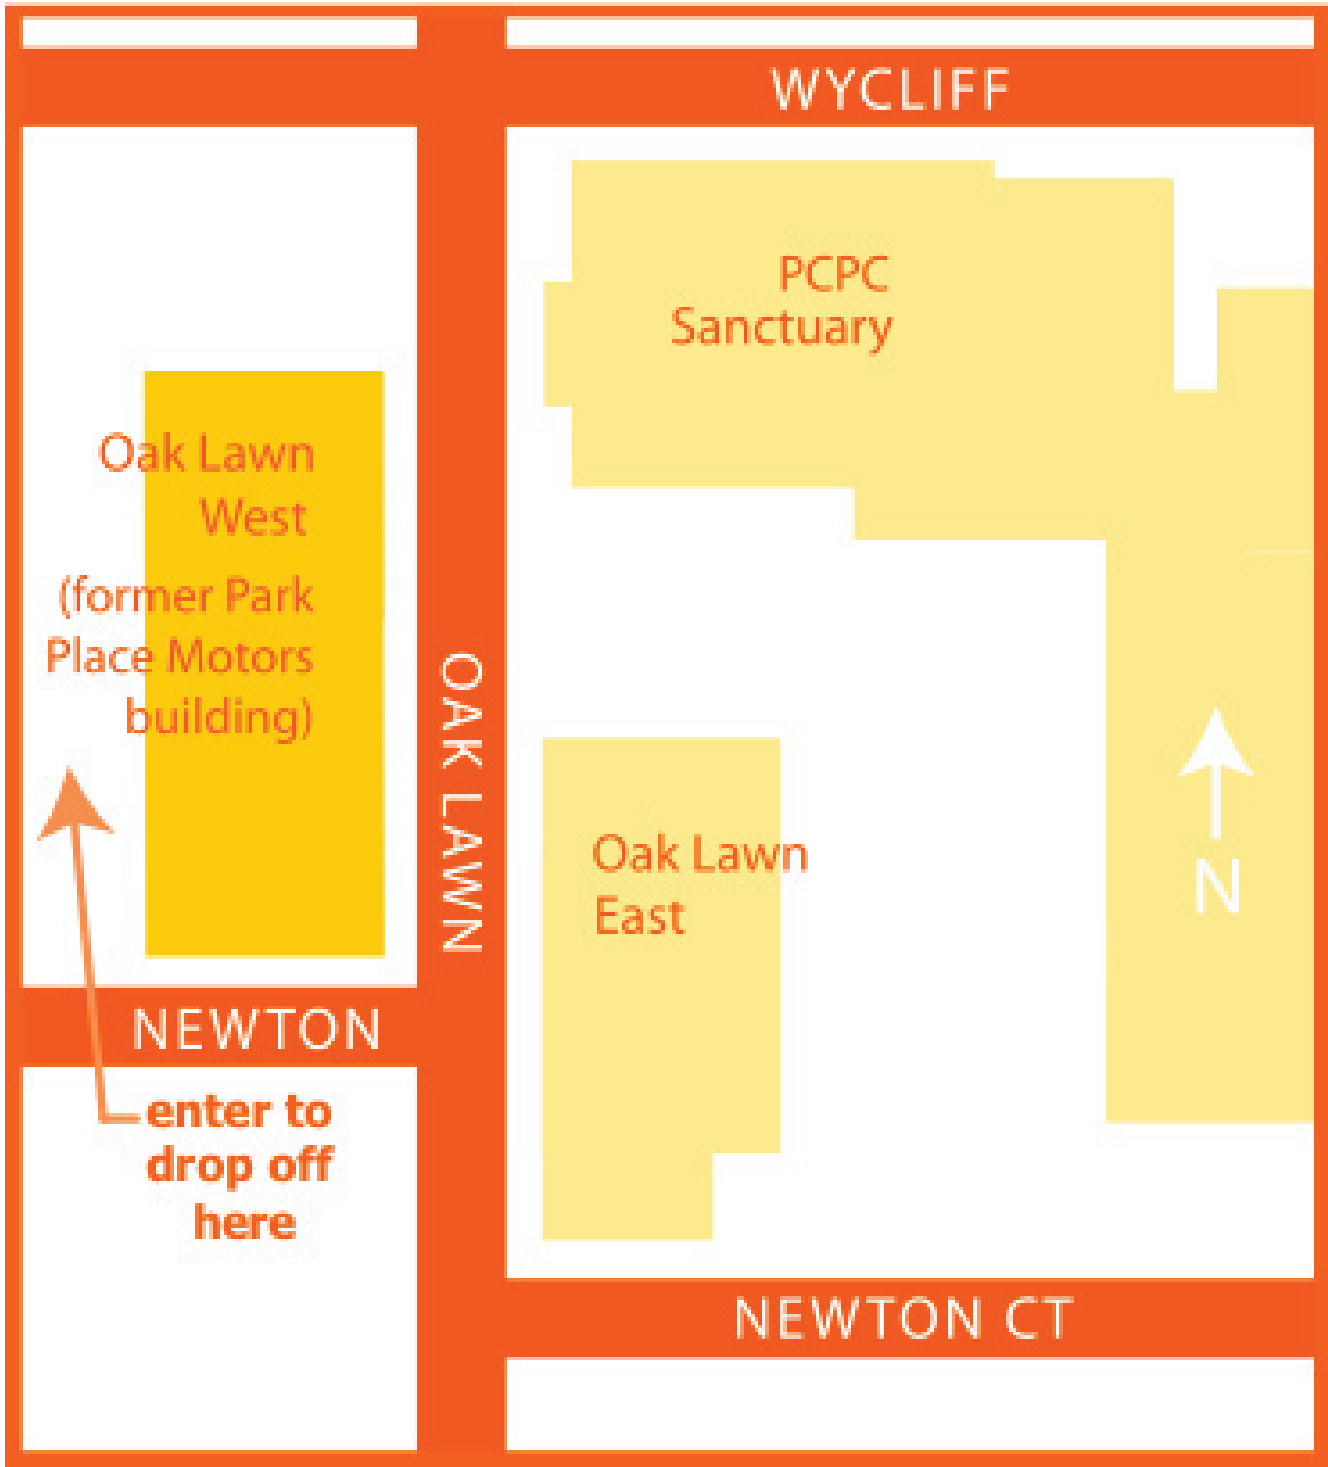 WYCLIFF
PCPC
Sanctuary
Oak Lawn
West
(former Park
Place Motors
building)
OAK LAWN
Oak Lawn
East
N
NEWTON
enter to
drop off
here
NEWTON CT